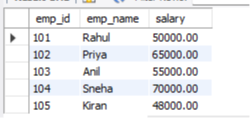 emp_id emp_name salary
101 Rahul 50000.00
102 Priya 65000.00
103 Anil 55000.00
104 Sneha 70000.00
105 Kiran 48000.00